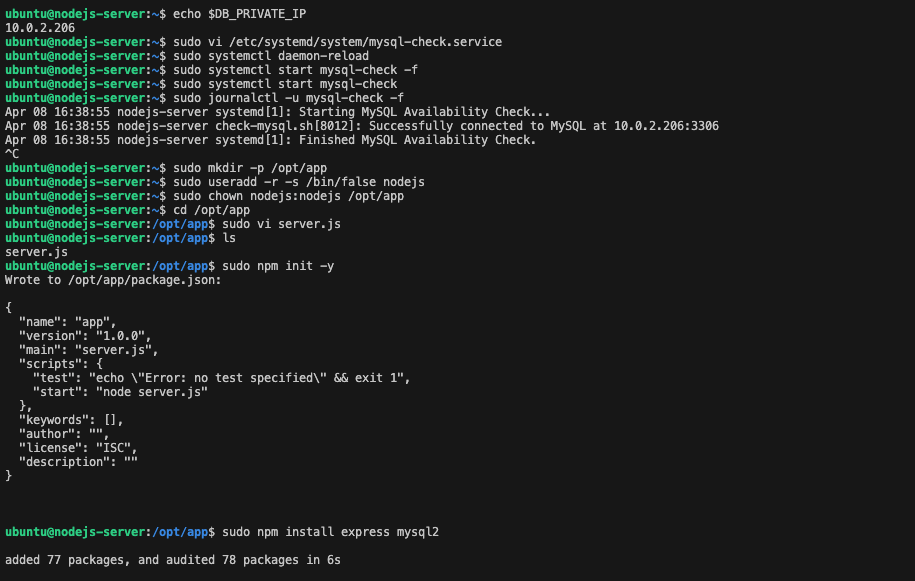 ubuntu@nodejs-server:~$ echo $DB_PRIVATE_IP
10.0.2.206
ubuntu@nodejs-server:~$ sudo vi /etc/systemd/system/mysql-check.service
ubuntu@nodejs-server:~$ sudo systemctl daemon-reload
ubuntu@nodejs-server:~$ sudo systemctl start mysql-check -f
ubuntu@nodejs-server:~$ sudo systemctl start mysql-check
ubuntu@nodejs-server:~$ sudo journalctl -u mysql-check -f
Apr 08 16:38:55 nodejs-server systemd[1]: Starting MySQL Availability Check...
Apr 08 16:38:55 nodejs-server check-mysql.sh[8012]: Successfully connected to MySQL at 10.0.2.206:3306
Apr 08 16:38:55 nodejs-server systemd[1]: Finished MySQL Availability Check.
^C
ubuntu@nodejs-server:~$ sudo mkdir -p /opt/app
ubuntu@nodejs-server:~$ sudo useradd -r -s /bin/false nodejs
ubuntu@nodejs-server:~$ sudo chown nodejs:nodejs /opt/app
ubuntu@nodejs-server:~$ cd /opt/app
ubuntu@nodejs-server:/opt/app$ sudo vi server.js
ubuntu@nodejs-server:/opt/app$ ls
server.js
ubuntu@nodejs-server:/opt/app$ sudo npm init -y
Wrote to /opt/app/package.json:

{
  "name": "app",
  "version": "1.0.0",
  "main": "server.js",
  "scripts": {
    "test": "echo \"Error: no test specified\" && exit 1",
    "start": "node server.js"
  },
  "keywords": [],
  "author": "",
  "license": "ISC",
  "description": ""
}

ubuntu@nodejs-server:/opt/app$ sudo npm install express mysql2

added 77 packages, and audited 78 packages in 6s